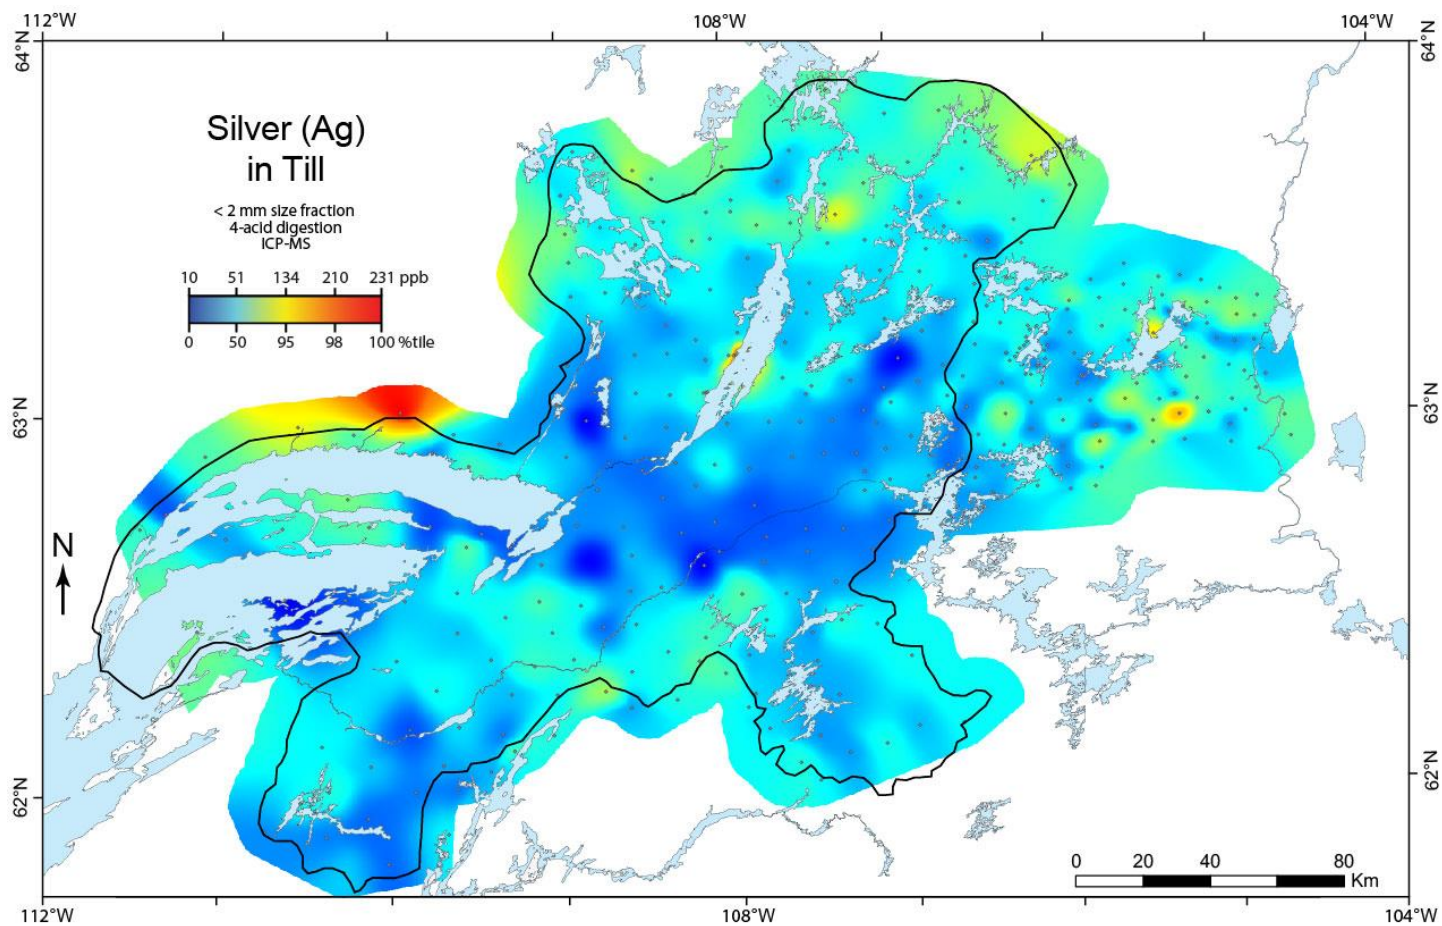 112°W 108°W 104°W
64°N 64°N
Silver (Ag)
in Till
< 2 mm size fraction
4-acid digestion
ICP-MS
10 51 134 210 231 ppb
0 50 95 98 100 %tile
63°N 63°N
N
62°N 62°N
0 20 40 80
Km
112°W 108°W 104°W